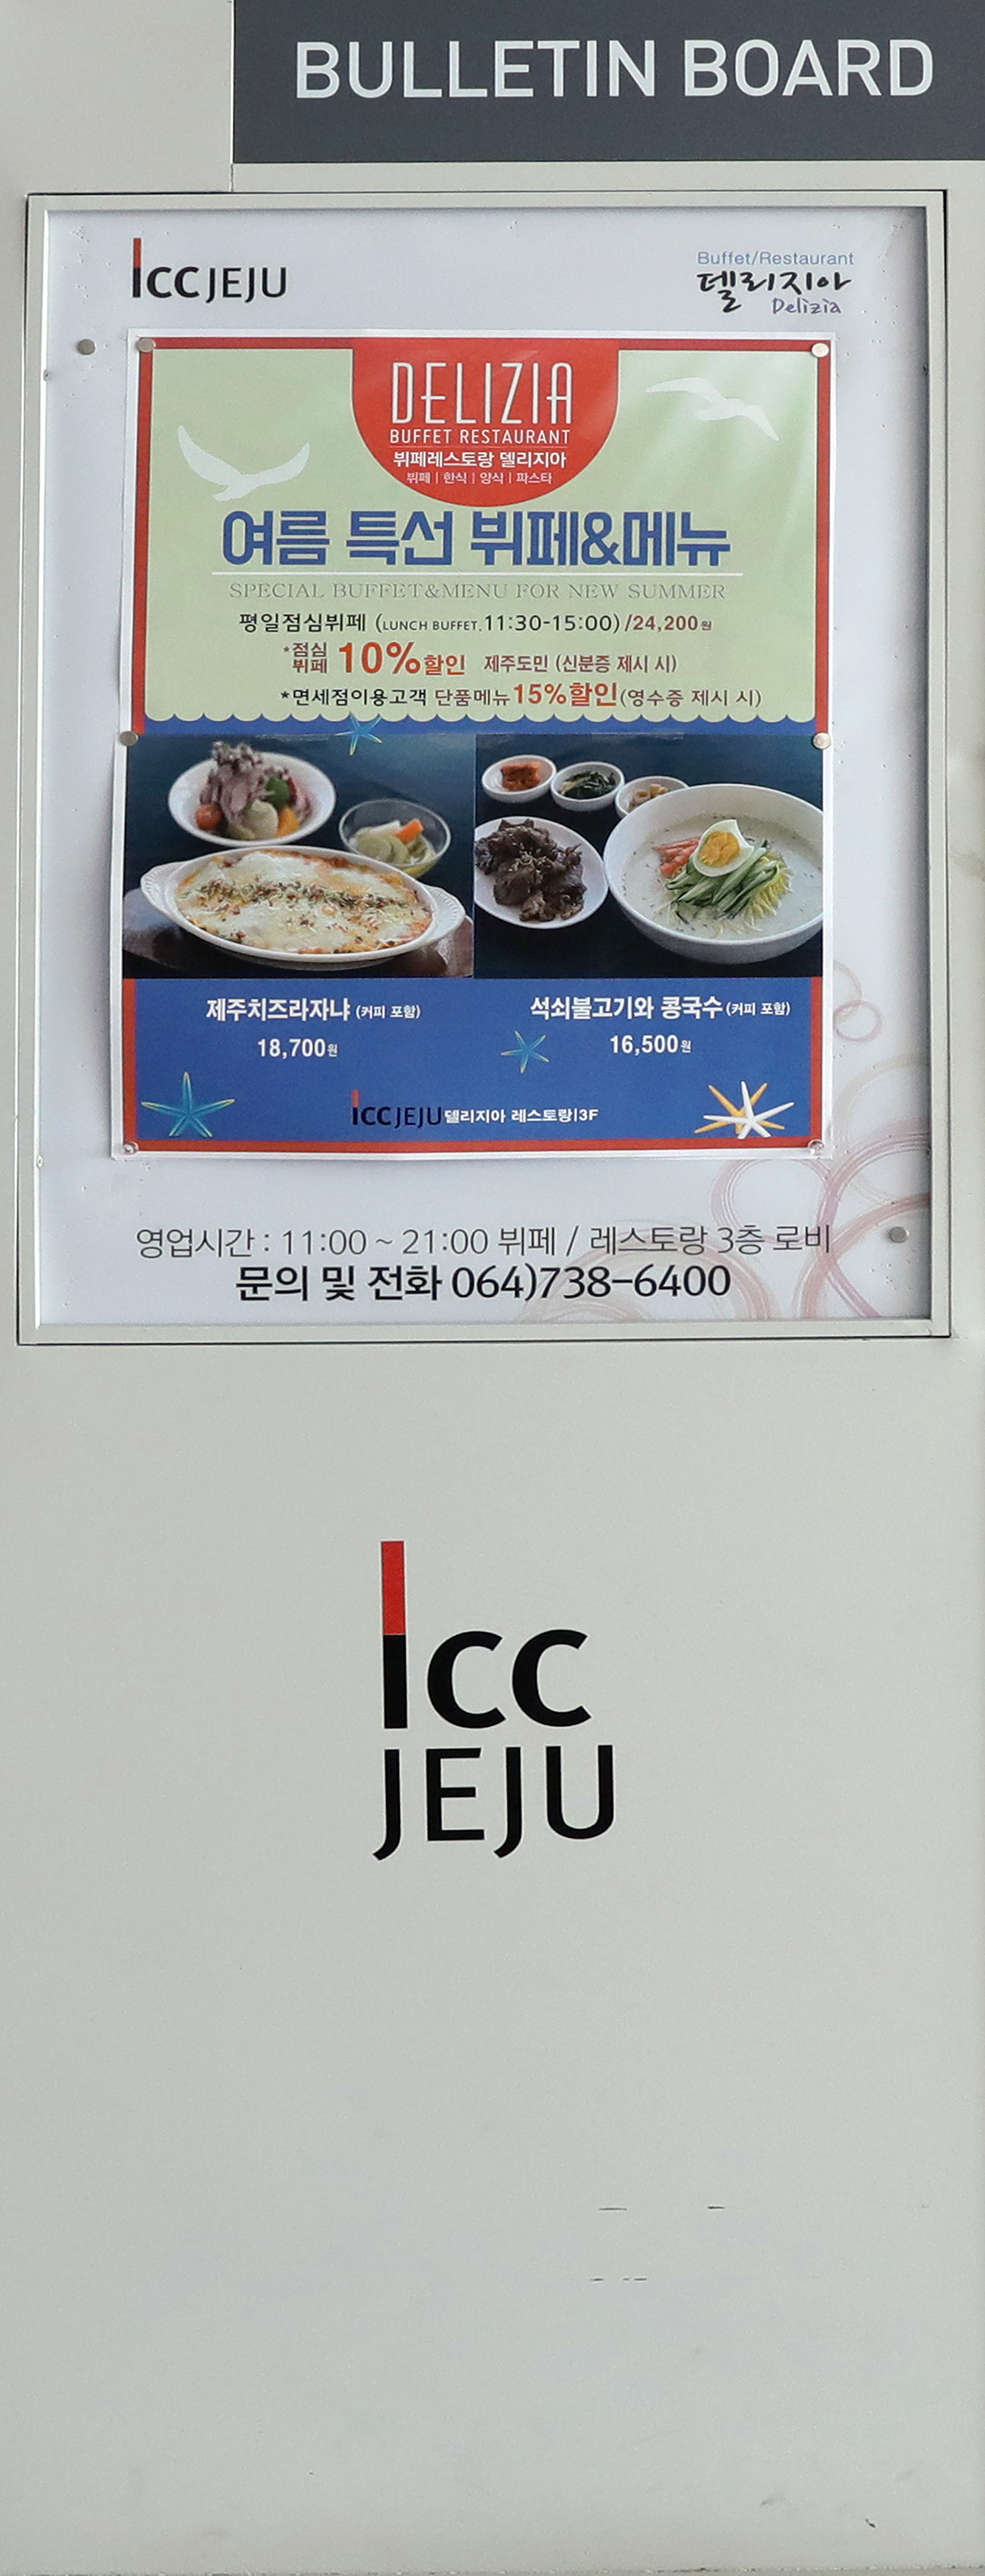 BULLETIN BOARD
ICC JEJU
Buffet/Restaurant
델리지아
Delizia
DELIZIA
BUFFET RESTAURANT
뷔페레스토랑 델리지아
뷔페 | 한식 | 양식 | 파스타
여름 특선 뷔페&메뉴
SPECIAL BUFFET&MENU FOR NEW SUMMER
평일점심뷔페 (LUNCH BUFFET. 11:30-15:00) /24,200원
*점심뷔페 10%할인 제주도민 (신분증 제시 시)
*면세점이용고객 단품메뉴 15%할인(영수증 제시 시)
제주치즈라자냐 (커피 포함)
18,700원
석쇠불고기와 콩국수 (커피 포함)
16,500원
ICC JEJU 델리지아 레스토랑|3F
영업시간 : 11:00 ~ 21:00 뷔페 / 레스토랑 3층 로비
문의 및 전화 064)738-6400
ICC
JEJU